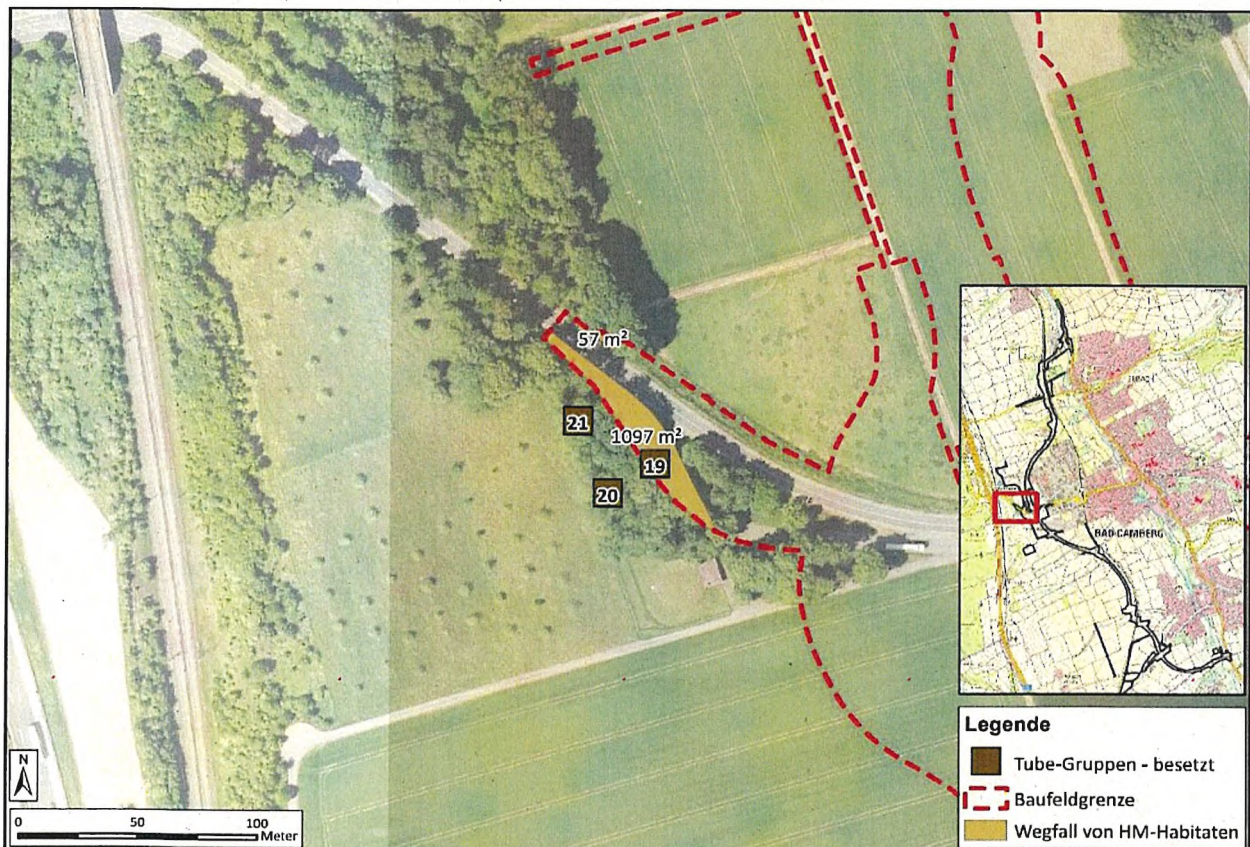 57 m²
21
1097 m²
19
20
BAD-CAMBERG
Legende
Tube-Gruppen - besetzt
Baufeldgrenze
Wegfall von HM-Habitaten
N
0 50 100
Meter